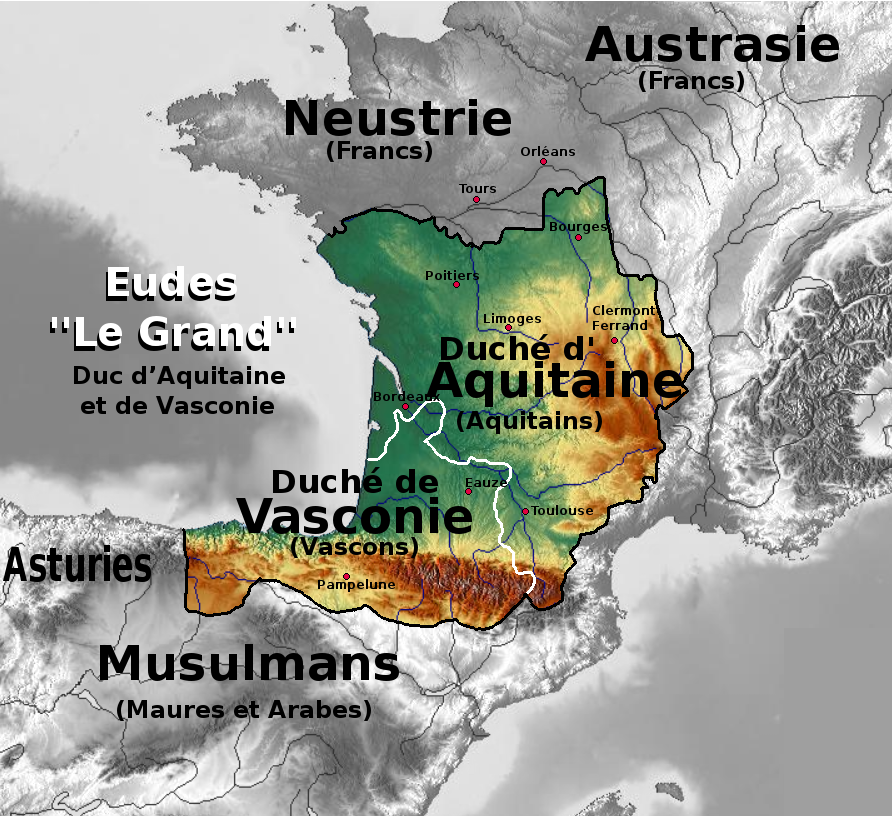 Austrasie
(Francs)
Neustrie
(Francs)
Orléans
Tours
Bourges
Eudes
"Le Grand"
Duc d’Aquitaine
et de Vasconie
Poitiers
Limoges
Clermont
Ferrand
Duché d'
Aquitaine
(Aquitains)
Bordeaux
Duché de
Vasconie
(Vascons)
Eauze
Toulouse
Pampelune
Asturies
Musulmans
(Maures et Arabes)